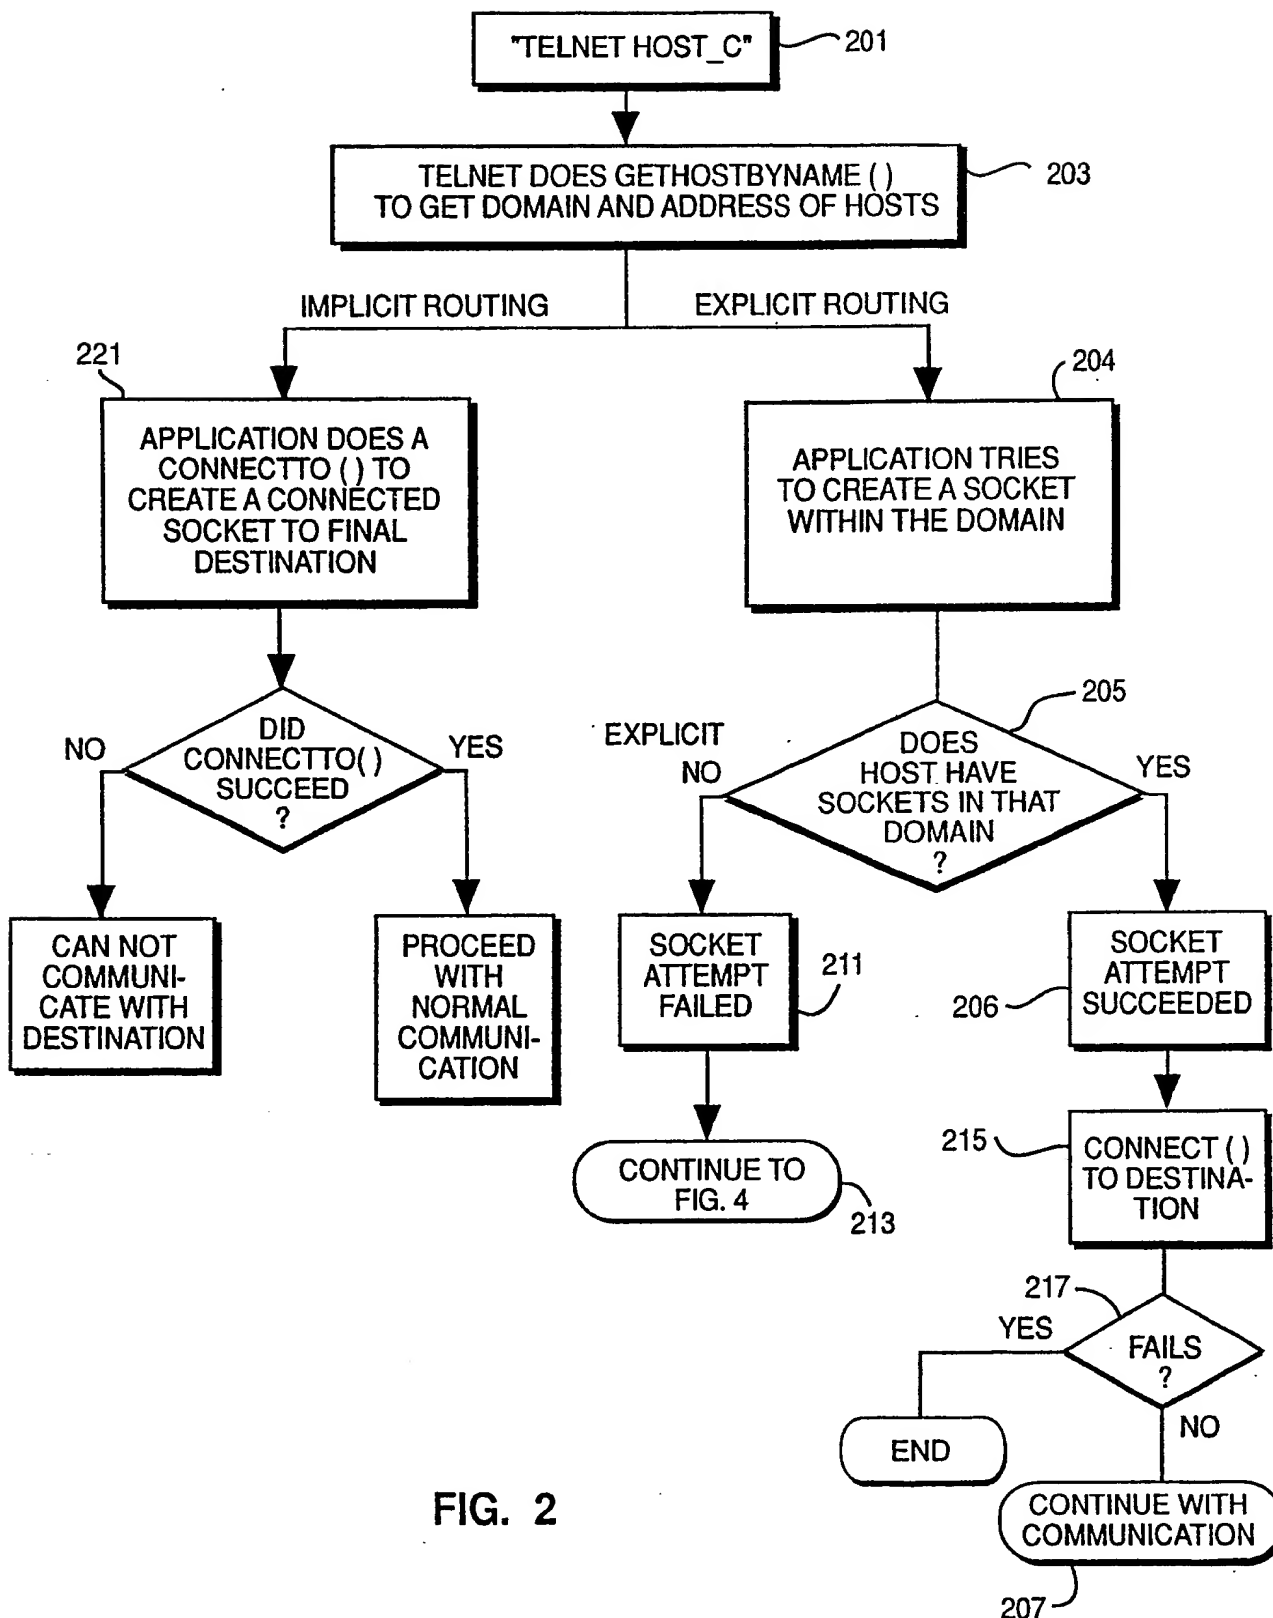 "TELNET HOST_C"
201
TELNET DOES GETHOSTBYNAME ( )
TO GET DOMAIN AND ADDRESS OF HOSTS
203
IMPLICIT ROUTING
EXPLICIT ROUTING
221
APPLICATION DOES A
CONNECTTO ( ) TO
CREATE A CONNECTED
SOCKET TO FINAL
DESTINATION
204
APPLICATION TRIES
TO CREATE A SOCKET
WITHIN THE DOMAIN
NO
DID
CONNECTTO( )
SUCCEED
?
YES
EXPLICIT
NO
205
DOES
HOST HAVE
SOCKETS IN THAT
DOMAIN
?
YES
CAN NOT
COMMUNI-
CATE WITH
DESTINATION
PROCEED
WITH
NORMAL
COMMUNI-
CATION
SOCKET
ATTEMPT
FAILED
211
206
SOCKET
ATTEMPT
SUCCEEDED
CONTINUE TO
FIG. 4
213
215
CONNECT ( )
TO DESTINA-
TION
217
YES
FAILS
?
NO
END
CONTINUE WITH
COMMUNICATION
207
FIG. 2